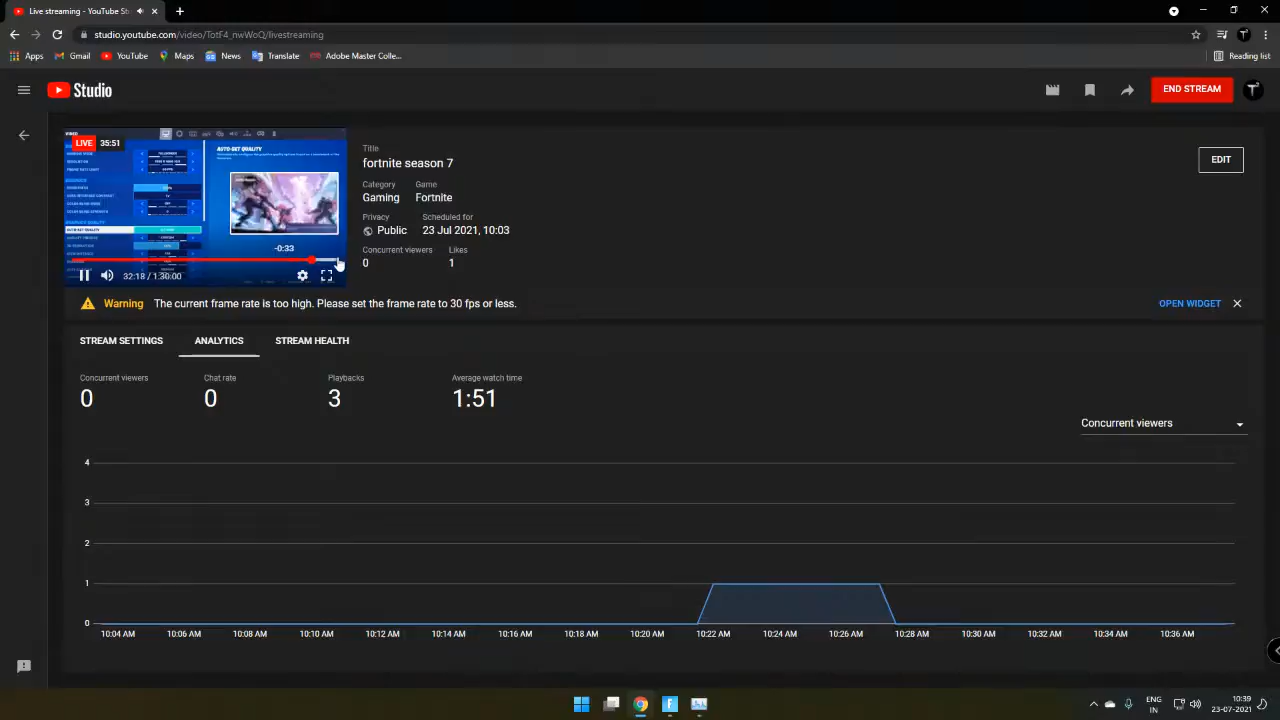 Live streaming - YouTube St
studio.youtube.com/video/TotF4_nwWoQ/livestreaming
Apps Gmail YouTube Maps News Translate Adobe Master Colle... Reading list
Studio
END STREAM
LIVE 35:51
VIDEO
AUTO-SET QUALITY
-0:33
32:18 / 1:30:00
Title
fortnite season 7
EDIT
Category Game
Gaming Fortnite
Privacy Scheduled for
Public 23 Jul 2021, 10:03
Concurrent viewers Likes
0 1
Warning The current frame rate is too high. Please set the frame rate to 30 fps or less.
OPEN WIDGET
STREAM SETTINGS ANALYTICS STREAM HEALTH
Concurrent viewers Chat rate Playbacks Average watch time
0 0 3 1:51
Concurrent viewers
4
3
2
1
0
10:04 AM 10:06 AM 10:08 AM 10:10 AM 10:12 AM 10:14 AM 10:16 AM 10:18 AM 10:20 AM 10:22 AM 10:24 AM 10:26 AM 10:28 AM 10:30 AM 10:32 AM 10:34 AM 10:36 AM
ENG
IN
10:39
23-07-2021